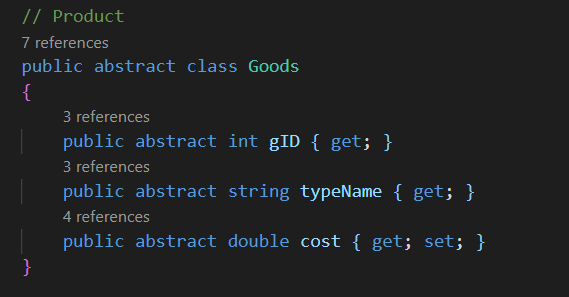 // Product
7 references
public abstract class Goods
{
3 references
public abstract int gID { get; }
3 references
public abstract string typeName { get; }
4 references
public abstract double cost { get; set; }
}